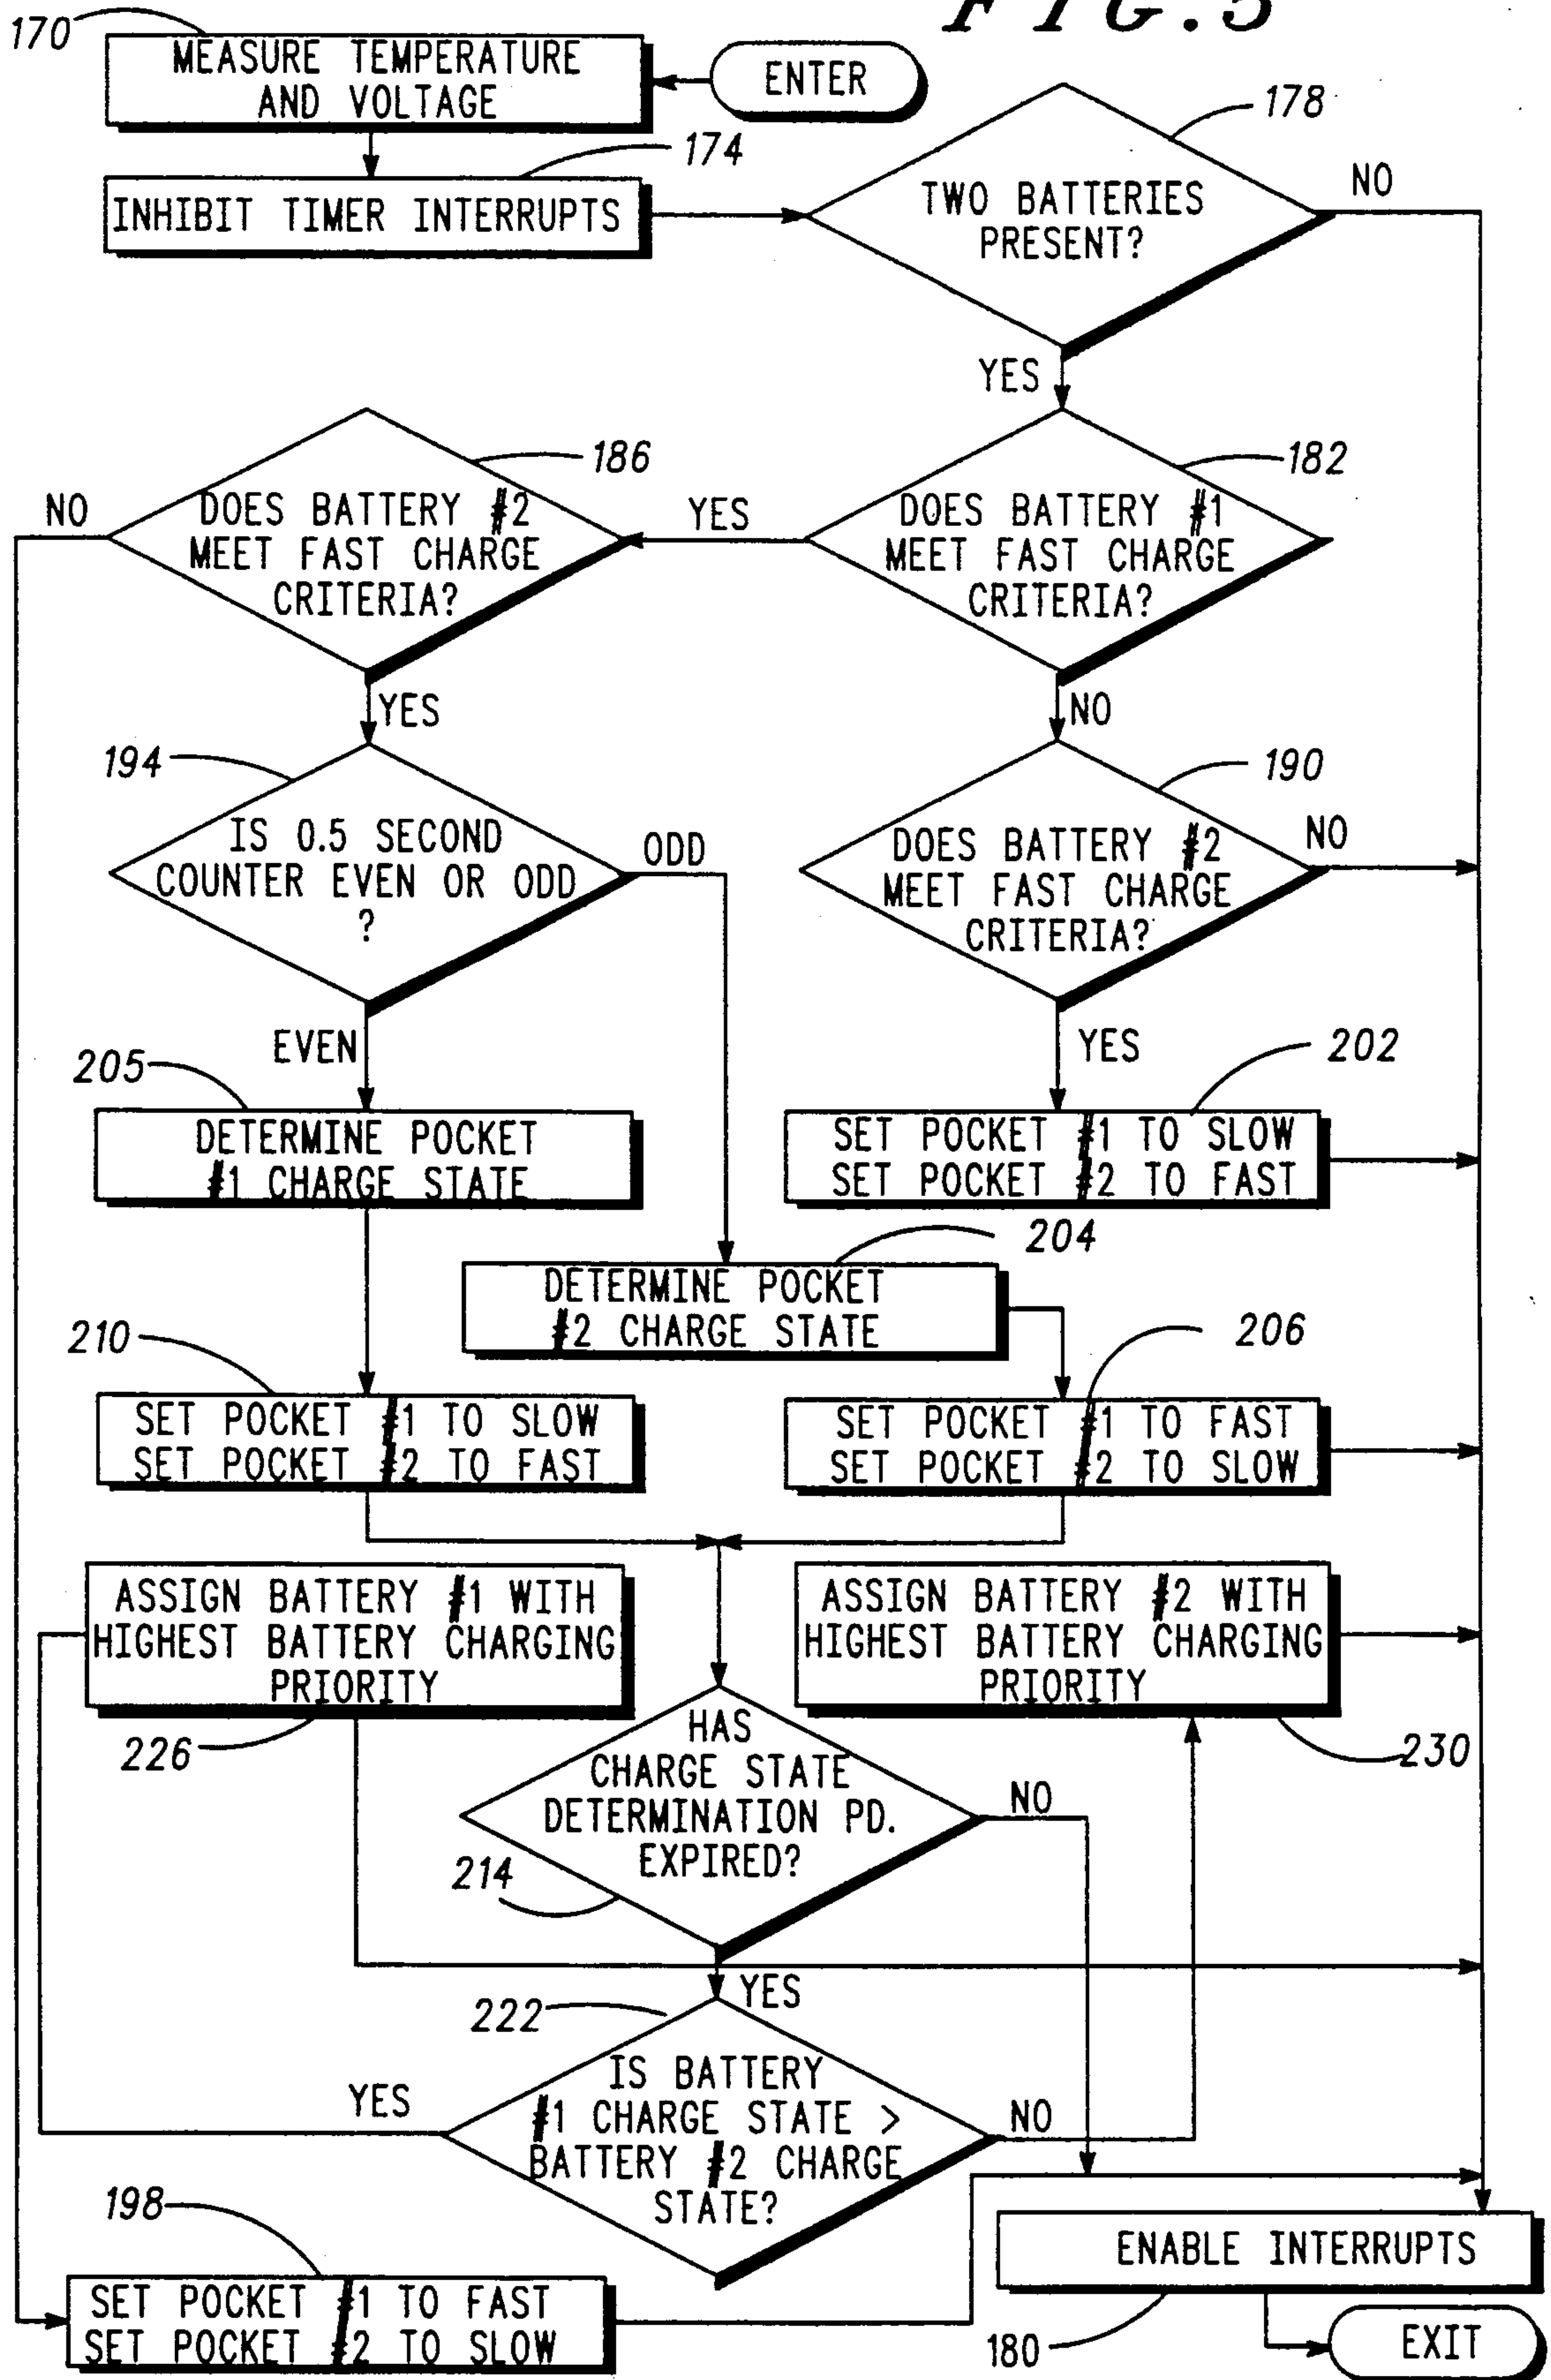 FIG.5
170
MEASURE TEMPERATURE
AND VOLTAGE
ENTER
178
174
INHIBIT TIMER INTERRUPTS
TWO BATTERIES
PRESENT?
NO
YES
186
182
NO
DOES BATTERY #2
MEET FAST CHARGE
CRITERIA?
YES
DOES BATTERY #1
MEET FAST CHARGE
CRITERIA?
YES
NO
194
190
IS 0.5 SECOND
COUNTER EVEN OR ODD
?
ODD
DOES BATTERY #2
MEET FAST CHARGE
CRITERIA?
NO
EVEN
YES
205
202
DETERMINE POCKET
#1 CHARGE STATE
SET POCKET #1 TO SLOW
SET POCKET #2 TO FAST
204
DETERMINE POCKET
#2 CHARGE STATE
210
206
SET POCKET #1 TO SLOW
SET POCKET #2 TO FAST
SET POCKET #1 TO FAST
SET POCKET #2 TO SLOW
ASSIGN BATTERY #1 WITH
HIGHEST BATTERY CHARGING
PRIORITY
ASSIGN BATTERY #2 WITH
HIGHEST BATTERY CHARGING
PRIORITY
226
230
HAS
CHARGE STATE
DETERMINATION PD.
EXPIRED?
NO
214
YES
222
IS BATTERY
#1 CHARGE STATE >
BATTERY #2 CHARGE
STATE?
YES
NO
198
SET POCKET #1 TO FAST
SET POCKET #2 TO SLOW
ENABLE INTERRUPTS
180
EXIT